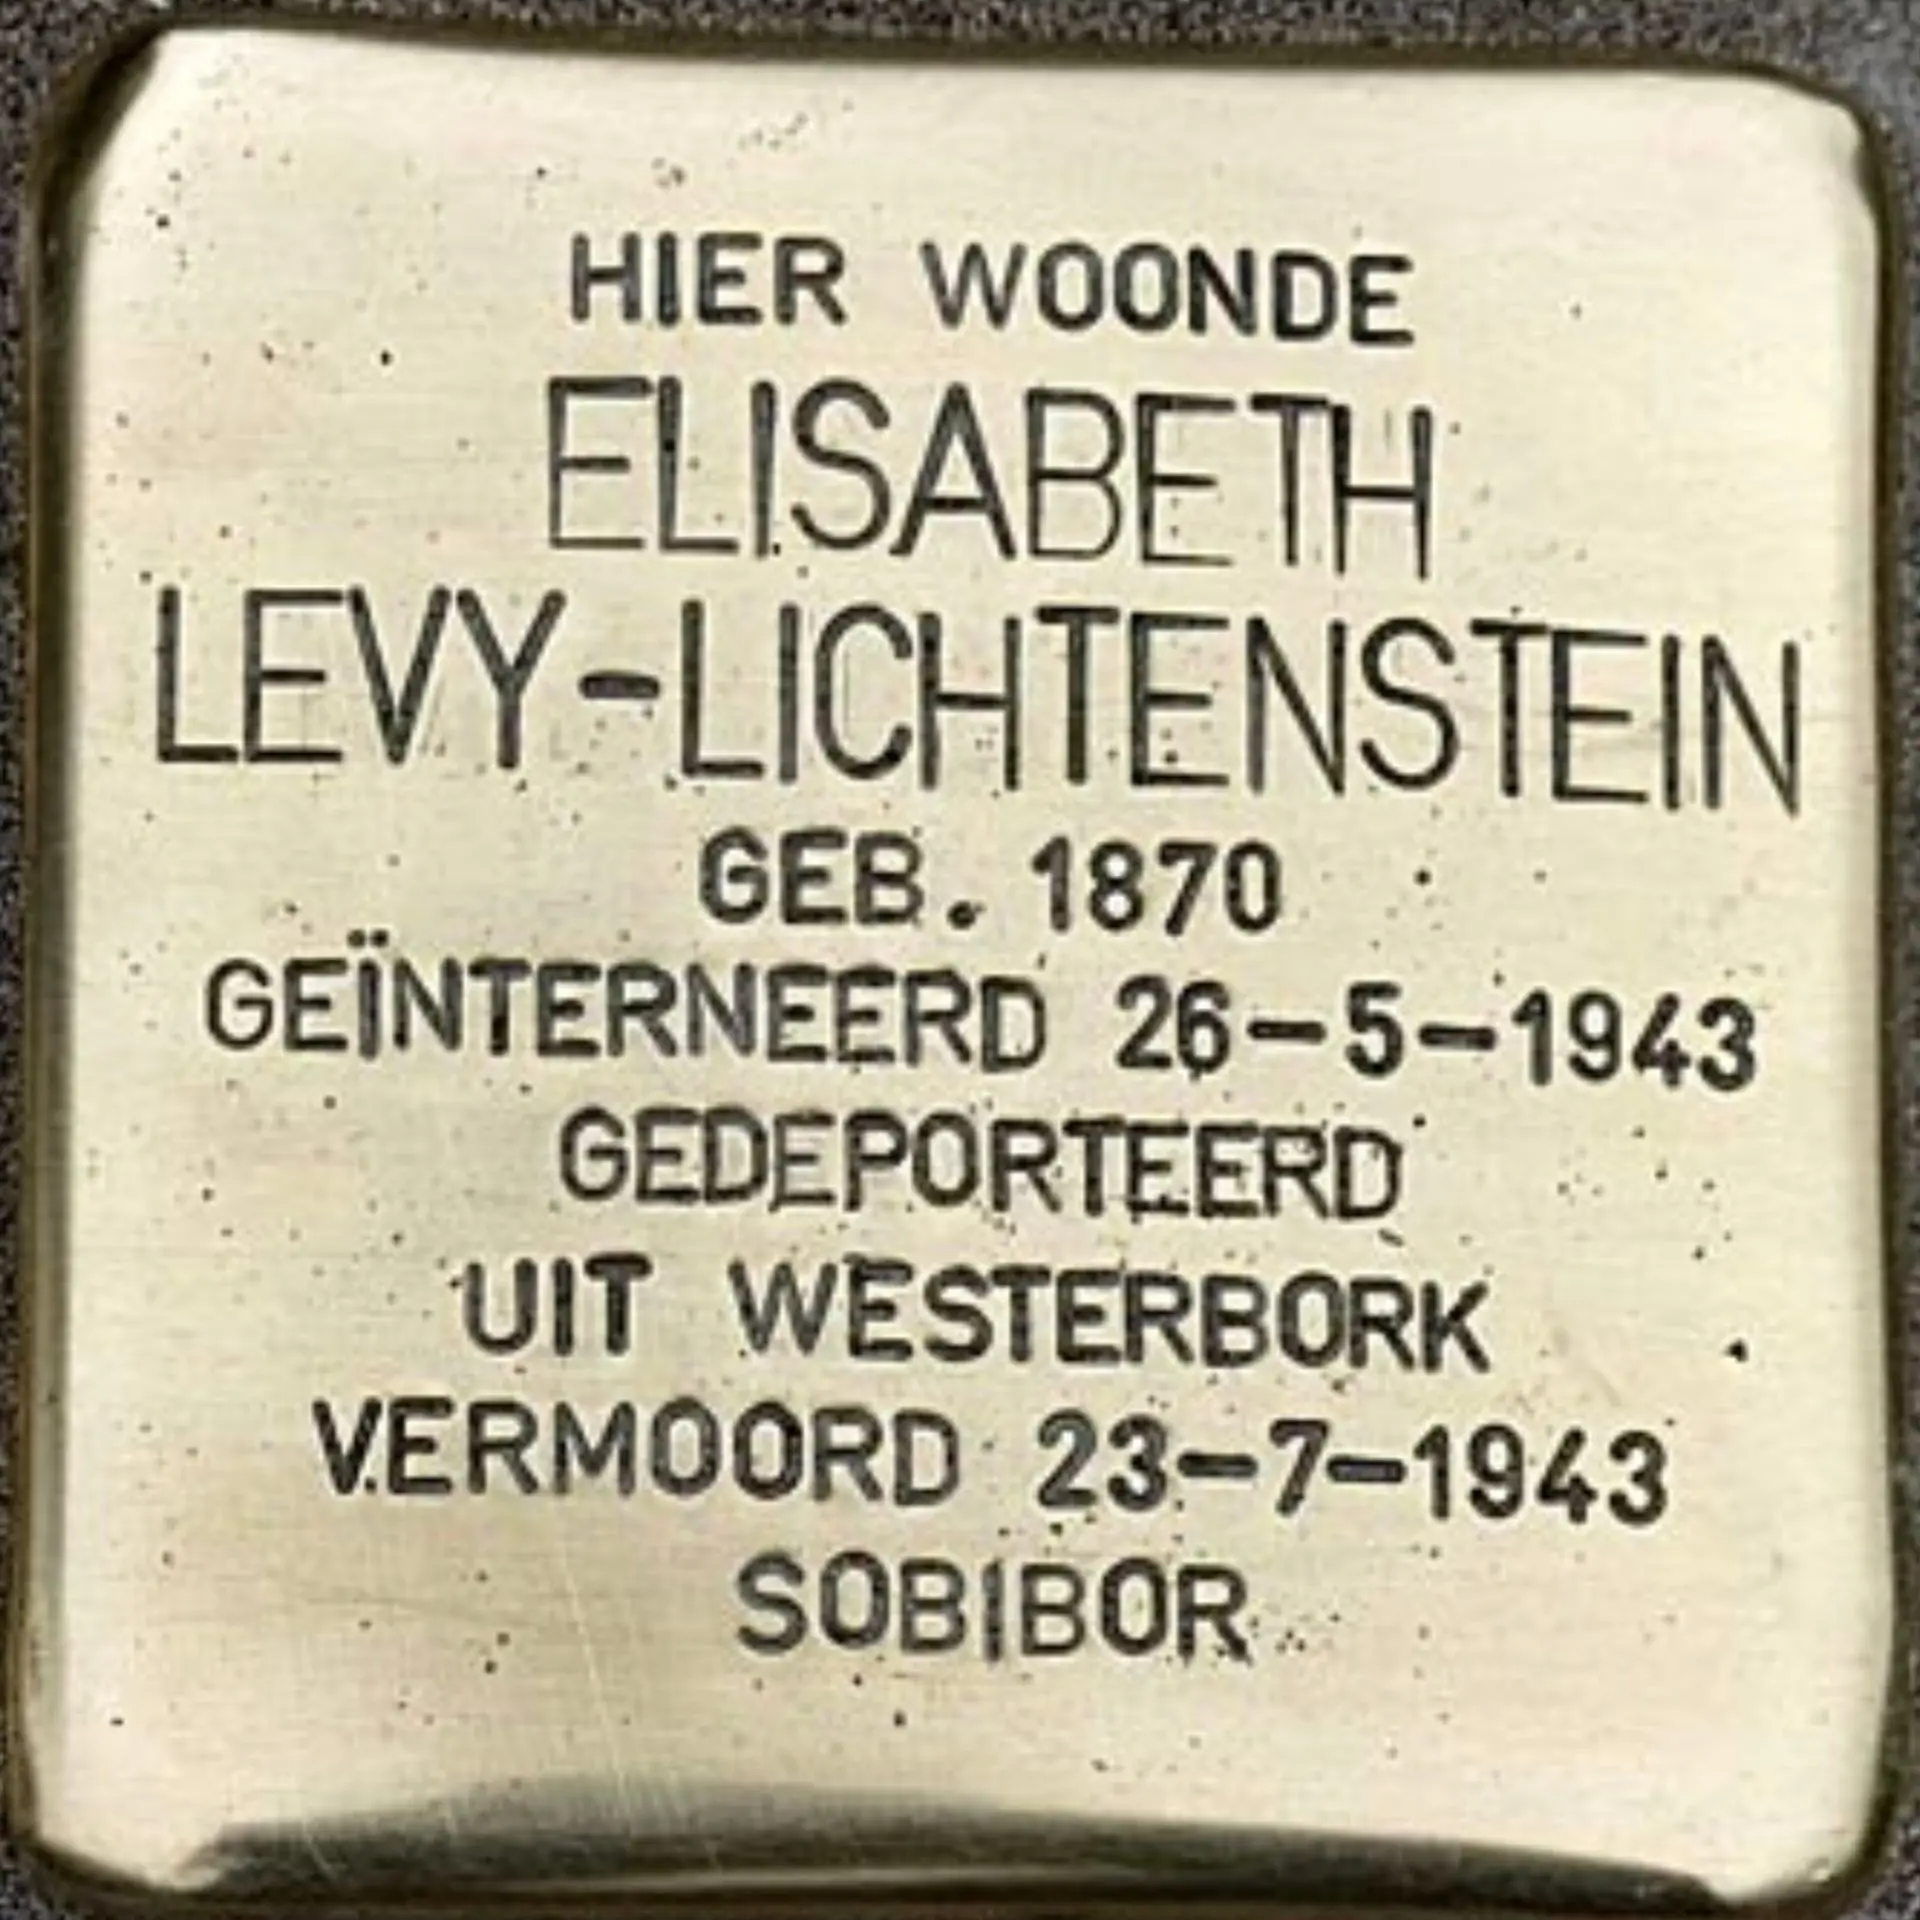 HIER WOONDE
ELISABETH
LEVY-LICHTENSTEIN
GEB. 1870
GEÏNTERNEERD 26-5-1943
GEDEPORTEERD
UIT WESTERBORK
VERMOORD 23-7-1943
SOBIBOR